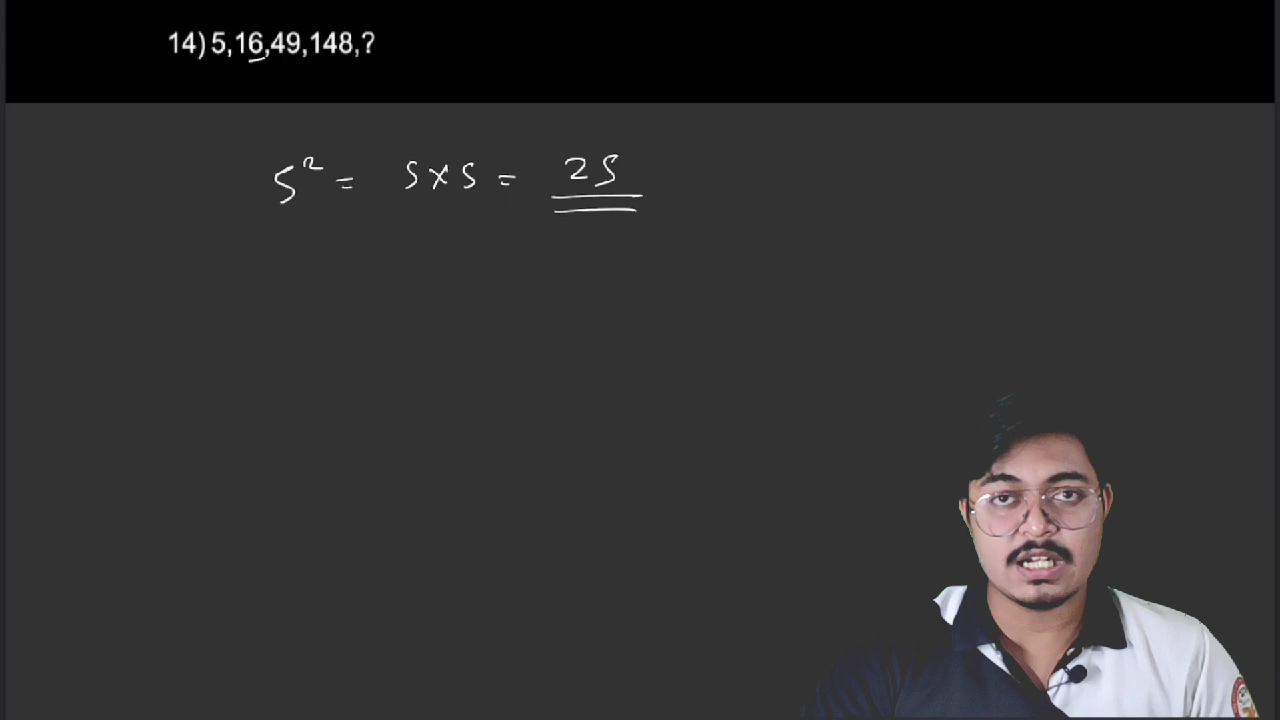 14) 5,16,49,148,?
5² = 5×5 = 25